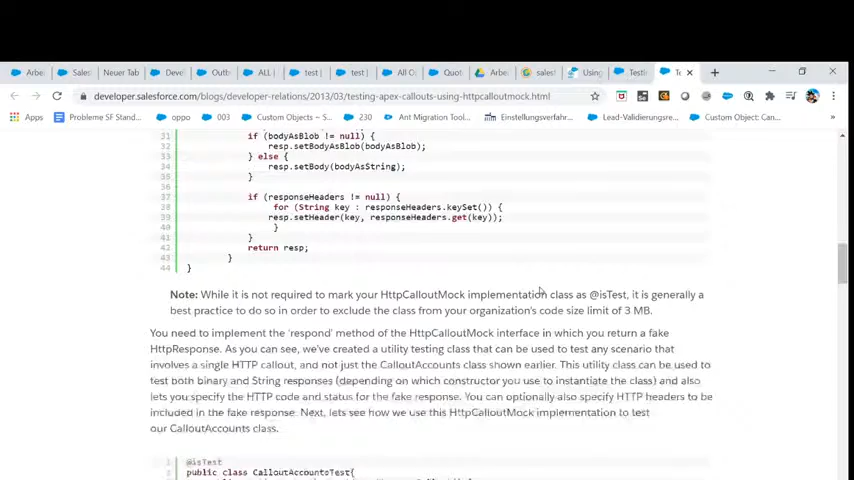 Arbei
Sales
Neuer Tab
Devel
Outb
ALL |
test |
test |
All O
Quot
Arbe
sales
Using
Testin
Te
developer.salesforce.com/blogs/developer-relations/2013/03/testing-apex-callouts-using-httpcalloutmock.html
Apps
Probleme SF Stand...
oppo
003
Custom Objects ~ S...
230
Ant Migration Tool...
Einstellungsverfahr...
Lead-Validierungsre...
Custom Object: Can...
31 if (bodyAsBlob != null) {
32 resp.setBodyAsBlob(bodyAsBlob);
33 } else {
34 resp.setBody(bodyAsString);
35 }
36
37 if (responseHeaders != null) {
38 for (String key : responseHeaders.keySet()) {
39 resp.setHeader(key, responseHeaders.get(key));
40 }
41 }
42 return resp;
43 }
44 }
Note: While it is not required to mark your HttpCalloutMock implementation class as @isTest, it is generally a
best practice to do so in order to exclude the class from your organization's code size limit of 3 MB.
You need to implement the 'respond' method of the HttpCalloutMock interface in which you return a fake
HttpResponse. As you can see, we've created a utility testing class that can be used to test any scenario that
involves a single HTTP callout, and not just the CalloutAccounts class shown earlier. This utility class can be used to
test both binary and String responses (depending on which constructor you use to instantiate the class) and also
lets you specify the HTTP code and status for the fake response. You can optionally also specify HTTP headers to be
included in the fake response. Next, lets see how we use this HttpCalloutMock implementation to test
our CalloutAccounts class.
1 @isTest
2 public class CalloutAccountsTest{